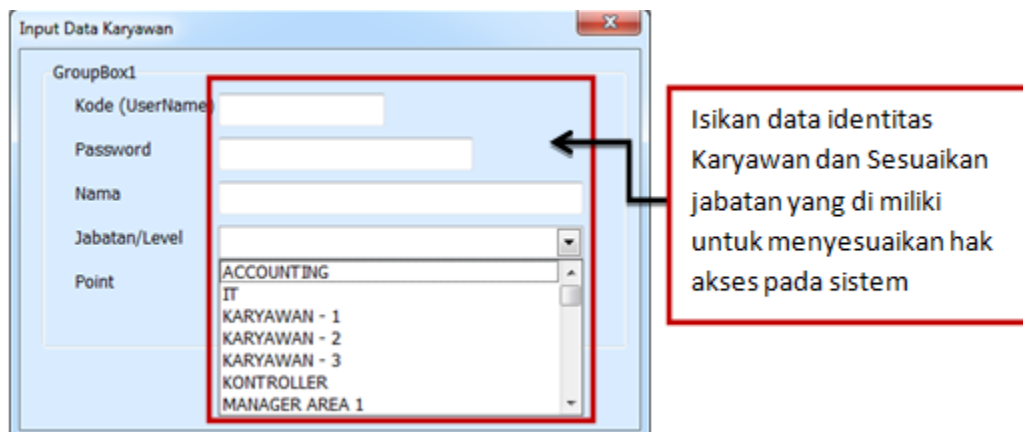 Input Data Karyawan
GroupBox1
Kode (UserName)
Password
Nama
Jabatan/Level
Point
ACCOUNTING
IT
KARYAWAN - 1
KARYAWAN - 2
KARYAWAN - 3
KONTROLLER
MANAGER AREA 1
Isikan data identitas
Karyawan dan Sesuaikan
jabatan yang di miliki
untuk menyesuaikan hak
akses pada sistem